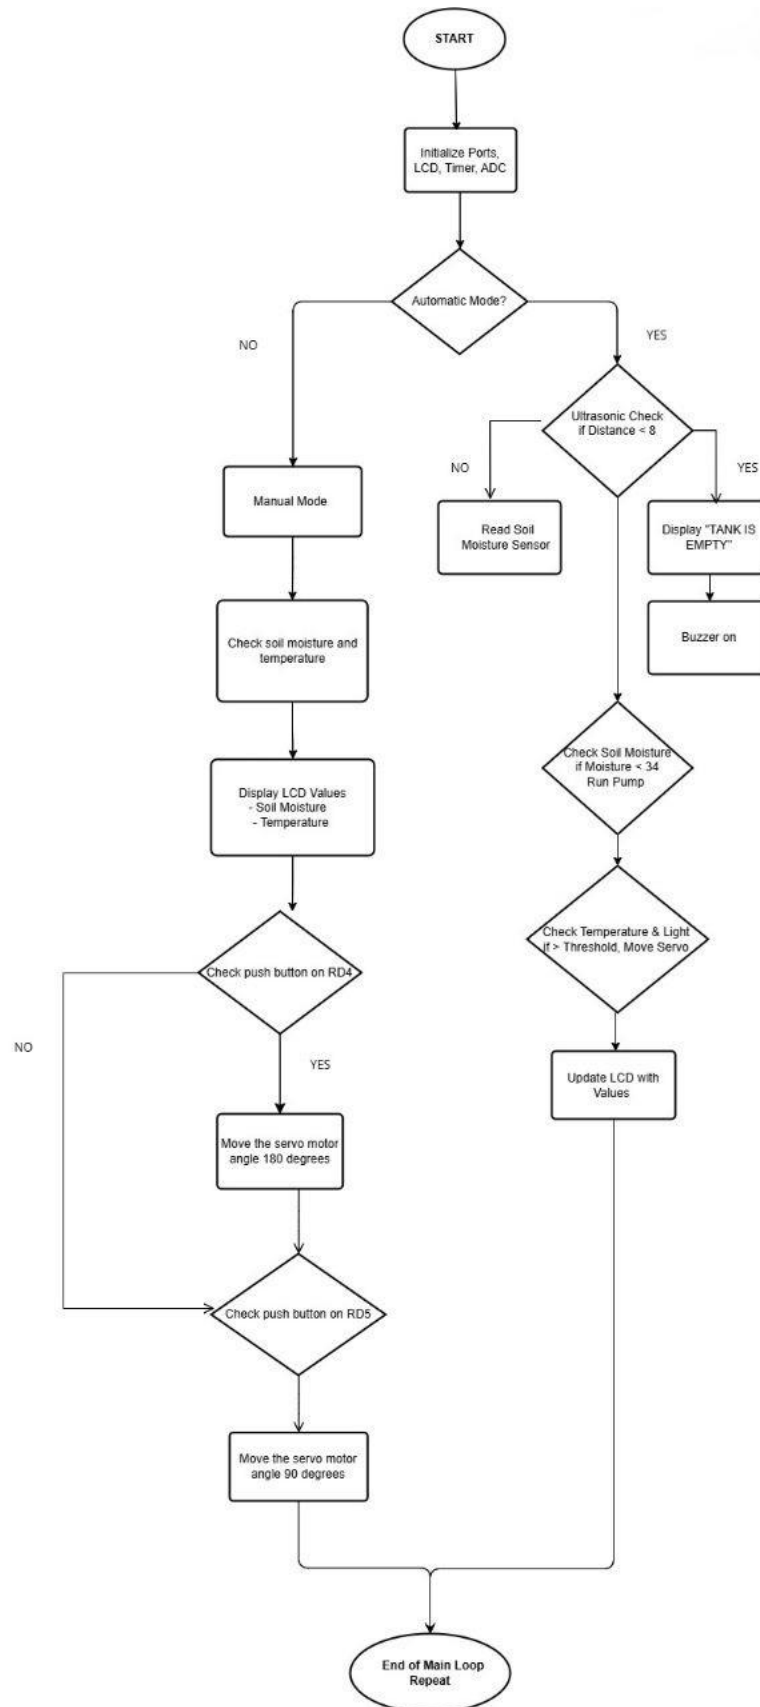 START
Initialize Ports,
LCD, Timer, ADC
Automatic Mode?
NO
YES
Ultrasonic Check
if Distance < 8
NO
YES
Manual Mode
Read Soil
Moisture Sensor
Display "TANK IS
EMPTY"
Buzzer on
Check soil moisture and
temperature
Check Soil Moisture
if Moisture < 34
Run Pump
Display LCD Values
- Soil Moisture
- Temperature
Check Temperature & Light
if > Threshold, Move Servo
Check push button on RD4
NO
YES
Update LCD with
Values
Move the servo motor
angle 180 degrees
Check push button on RD5
Move the servo motor
angle 90 degrees
End of Main Loop
Repeat